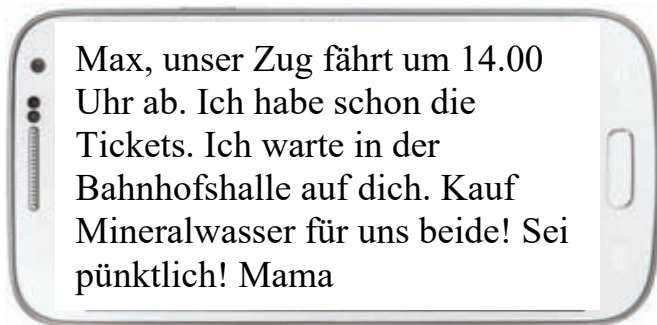 Max, unser Zug fährt um 14.00
Uhr ab. Ich habe schon die
Tickets. Ich warte in der
Bahnhofshalle auf dich. Kauf
Mineralwasser für uns beide! Sei
pünktlich! Mama